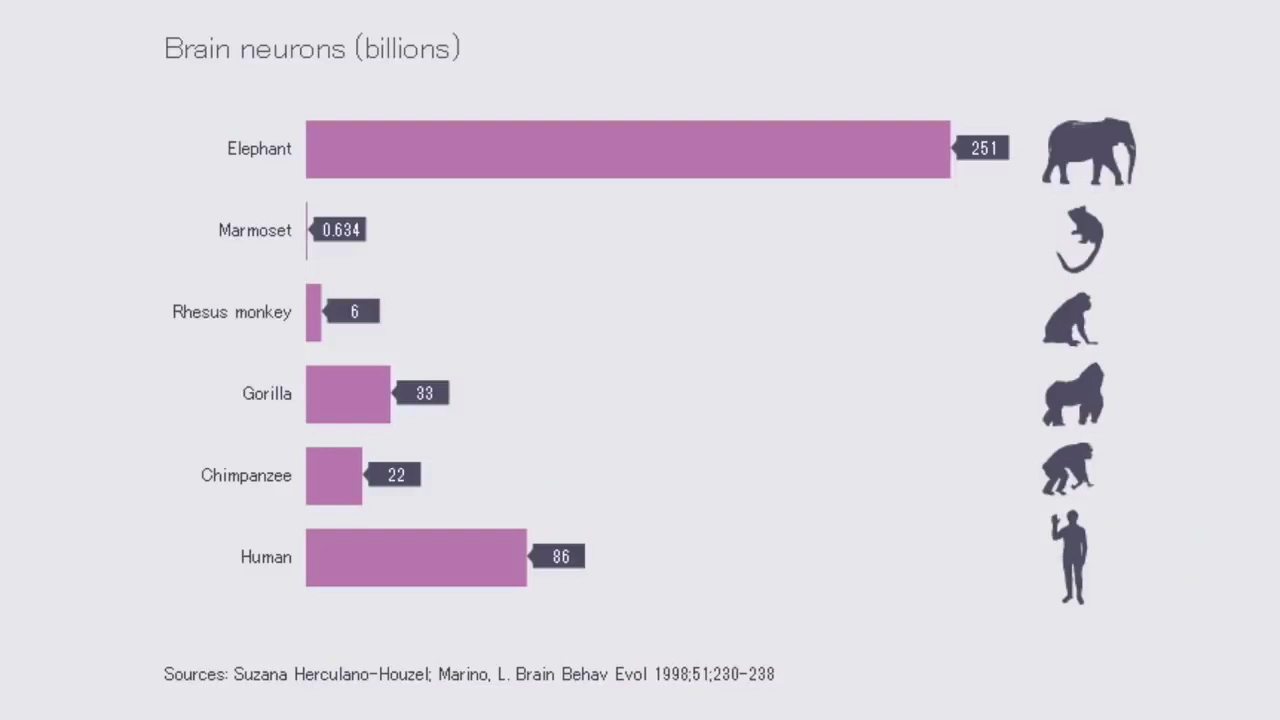 Brain neurons (billions)
Elephant 251
Marmoset 0.634
Rhesus monkey 6
Gorilla 33
Chimpanzee 22
Human 86
Sources: Suzana Herculano-Houzel; Marino, L. Brain Behav Evol 1998;51;230-238